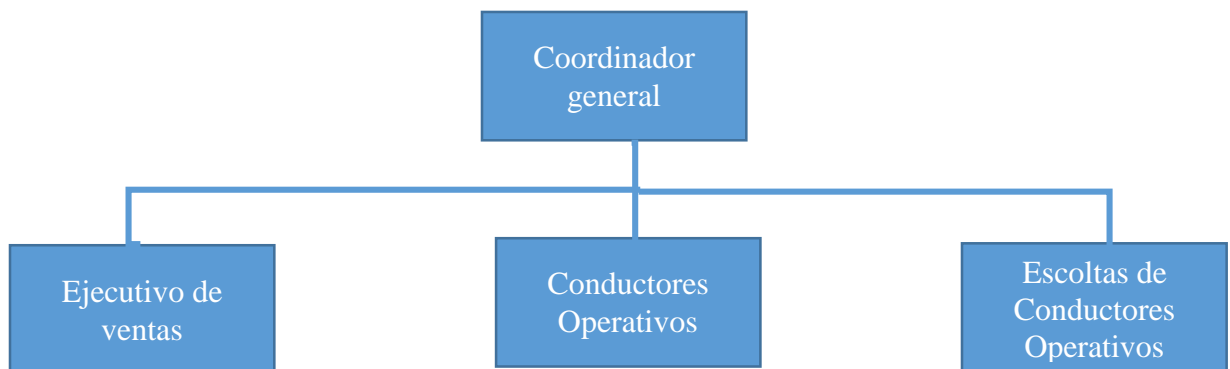 Coordinador
general
Ejecutivo de
ventas
Conductores
Operativos
Escoltas de
Conductores
Operativos